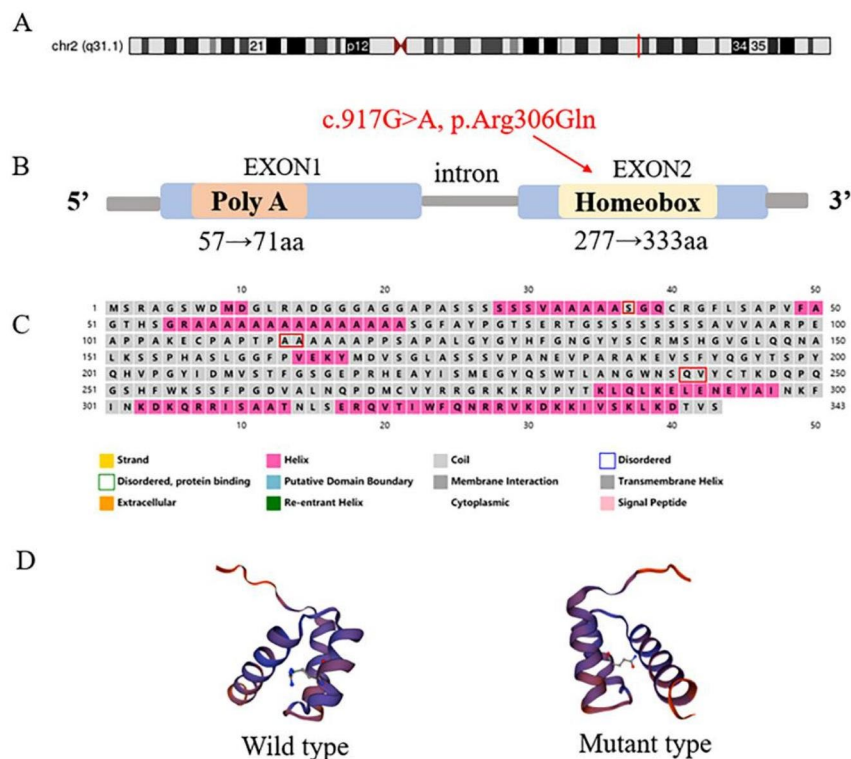 A
chr2 (q31.1)
21
p12
34
35
c.917G>A, p.Arg306Gln
B
EXON1
intron
EXON2
5’
Poly A
Homeobox
3’
57→71aa
277→333aa
C
10 20 30 40 50
1 M S R A G S W D M D G L R A D G G G A G G A P A S S S S S S V A A A A A S G Q C R G F L S A P V F A 50
51 G T H S G R A A A A A A A A A A A A A A A S G F A Y P G T S E R T G S S S S S S S S A V V A A R P E 100
101 A P P A K E C P A P T P A A A A A A P P S A P A L G Y G Y H F G N G Y Y S C R M S H G V G L Q Q N A 150
151 L K S S P H A S L G G F P V E K Y M D V S G L A S S S V P A N E V P A R A K E V S F Y Q G Y T S P Y 200
201 Q H V P G Y I D M V S T F G S G E P R H E A Y I S M E G Y Q S W T L A N G W N S Q V Y C T K D Q P Q 250
251 G S H F W K S S F P G D V A L N Q P D M C V Y R R G R K K R V P Y T K L Q L K E L E N E Y A I N K F 300
301 I N K D K Q R R I S A A T N L S E R Q V T I W F Q N R R V K D K K I V S K L K D T V S 343
10 20 30 40 50
Strand Helix Coil Disordered
Disordered, protein binding Putative Domain Boundary Membrane Interaction Transmembrane Helix
Extracellular Re-entrant Helix Cytoplasmic Signal Peptide
D
Wild type
Mutant type